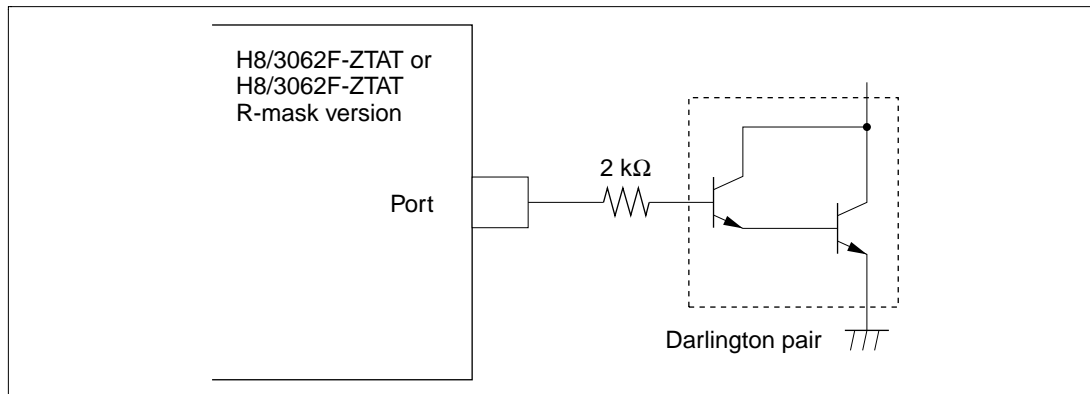 H8/3062F-ZTAT or
H8/3062F-ZTAT
R-mask version
Port
2 kΩ
Darlington pair